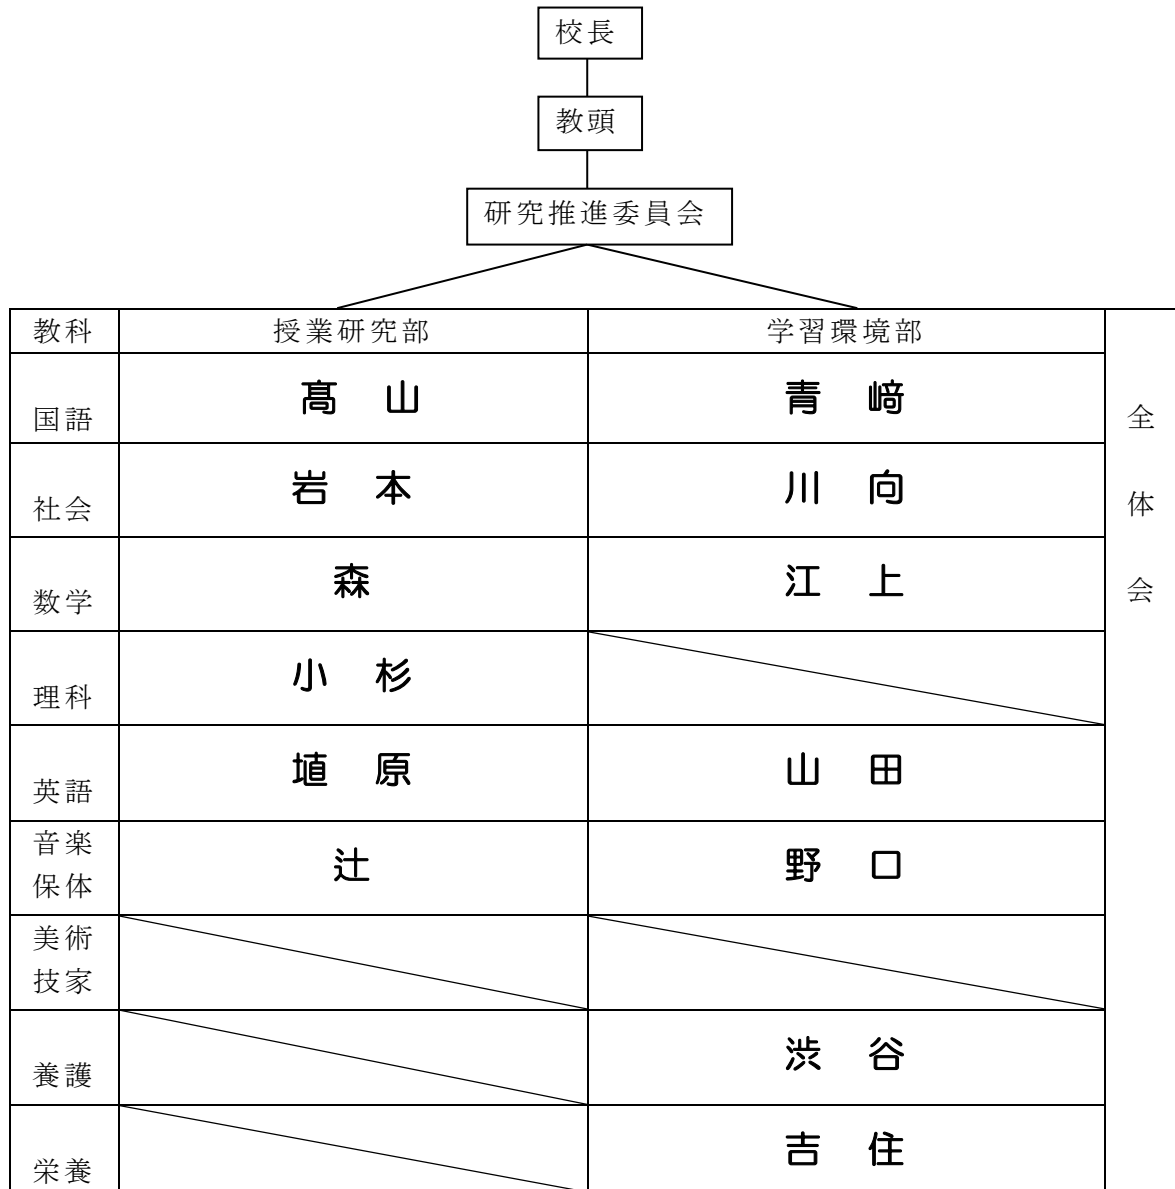 校長
教頭
研究推進委員会
教科 授業研究部 学習環境部
国語 髙山 青﨑
社会 岩本 川向
数学 森 江上
理科 小杉
英語 埴原 山田
音楽
保体 辻 野口
美術
技家
養護 渋谷
栄養 吉住
全
体
会